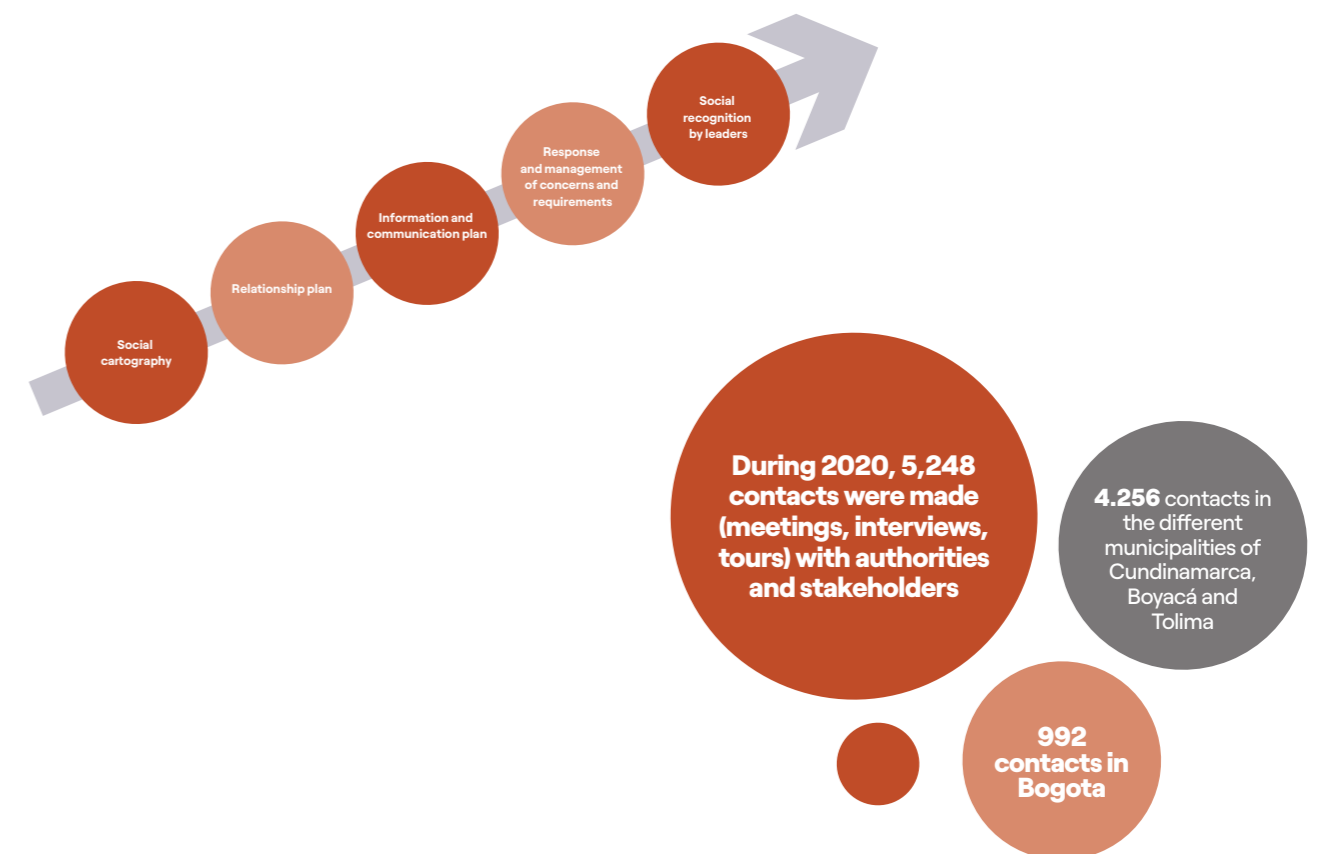 Social
cartography
Relationship plan
Information and
communication plan
Response
and management
of concerns and
requirements
Social
recognition
by leaders
During 2020, 5,248
contacts were made
(meetings, interviews,
tours) with authorities
and stakeholders
4.256 contacts in
the different
municipalities of
Cundinamarca,
Boyacá and
Tolima
992
contacts in
Bogota